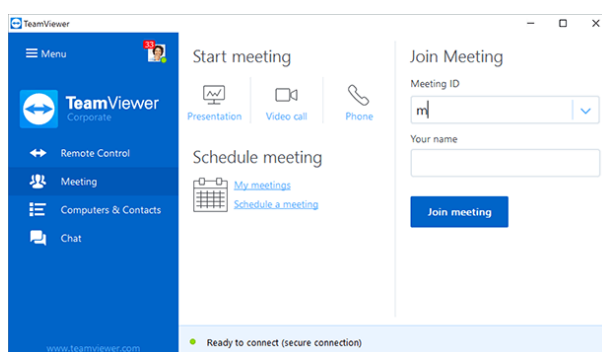 TeamViewer
Menu
33
TeamViewer
Corporate
Remote Control
Meeting
Computers & Contacts
Chat
www.teamviewer.com
Start meeting
Presentation
Video call
Phone
Schedule meeting
My meetings
Schedule a meeting
Join Meeting
Meeting ID
m
Your name
Join meeting
Ready to connect (secure connection)